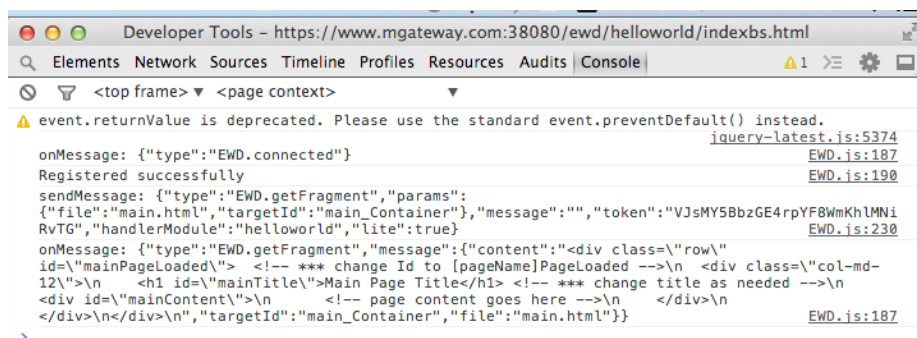 Developer Tools - https://www.mgateway.com:38080/ewd/helloworld/indexbs.html
Elements Network Sources Timeline Profiles Resources Audits Console 1
<top frame> <page context>
event.returnValue is deprecated. Please use the standard event.preventDefault() instead.
jquery-latest.js:5374
onMessage: {"type":"EWD.connected"} EWD.js:187
Registered successfully EWD.js:190
sendMessage: {"type":"EWD.getFragment","params":
{"file":"main.html","targetId":"main_Container"},"message":"","token":"VJsMY5BbzGE4rpYF8WmKhlMNi
RvTG","handlerModule":"helloworld","lite":true} EWD.js:230
onMessage: {"type":"EWD.getFragment","message":{"content":"<div class=\"row\"
id=\"mainPageLoaded\">  <!-- *** change Id to [pageName]PageLoaded -->\n  <div class=\"col-md-
12\">\n    <h1 id=\"mainTitle\">Main Page Title</h1> <!-- *** change title as needed -->\n
<div id=\"mainContent\">\n      <!-- page content goes here -->\n    </div>\n
</div>\n</div>\n","targetId":"main_Container","file":"main.html"}} EWD.js:187